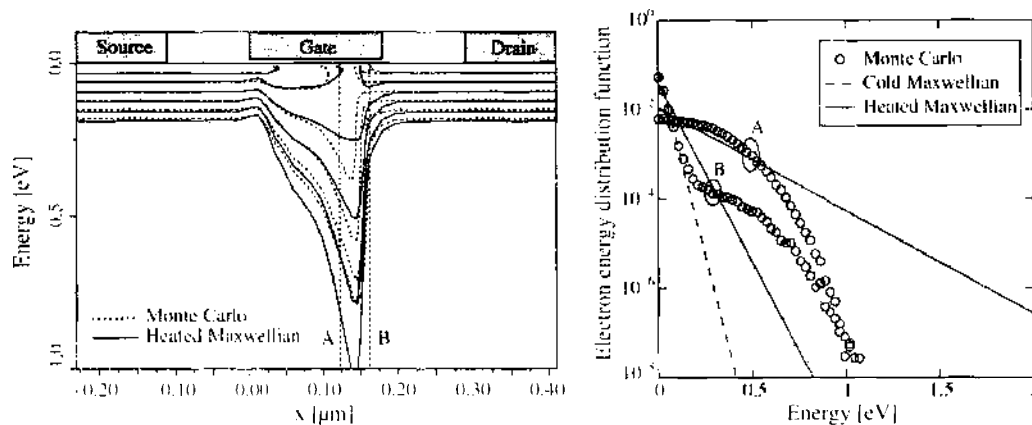 Source
Gate
Drain
0.0
0.5
1.0
Energy [eV]
Monte Carlo
Heated Maxwellian
A
B
-0.20
-0.10
0.00
0.10
0.20
0.30
0.40
x [µm]
Electron energy distribution function
Monte Carlo
Cold Maxwellian
Heated Maxwellian
A
B
0
0.5
1
1.5
Energy [eV]